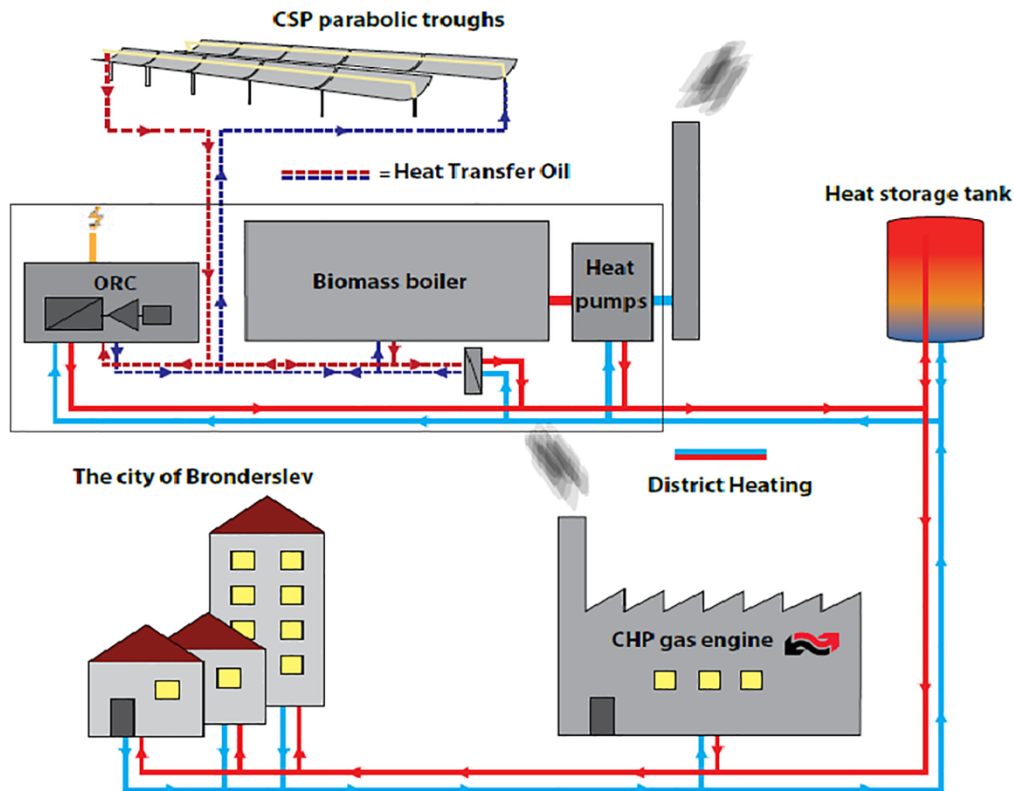 CSP parabolic troughs
= Heat Transfer Oil
Heat storage tank
ORC
Biomass boiler
Heat
pumps
The city of Bronderslev
District Heating
CHP gas engine